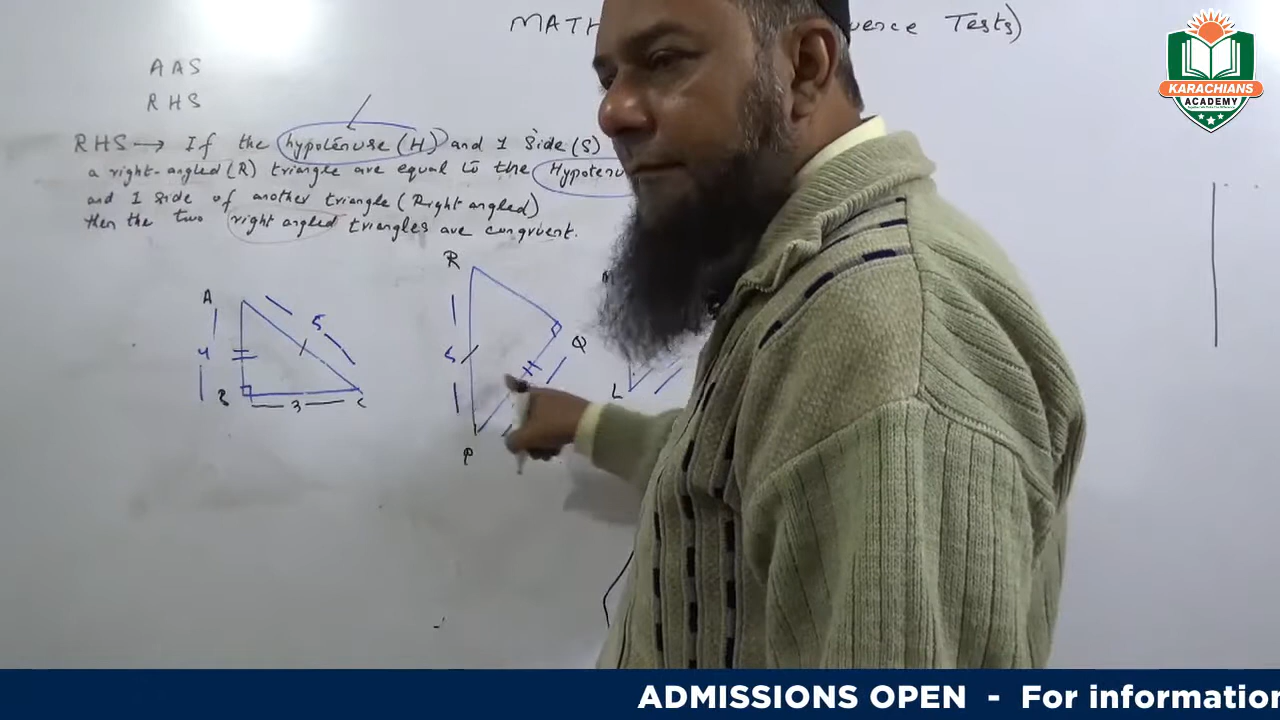 MATH
uence Tests)
AAS
RHS
RHS → If the hypotenuse (H) and 1 Side (S)
a right-angled (R) triangle are equal to the Hypotenu
and 1 side of another triangle (Right angled)
then the two right angled triangles are congruent.
A
5
4
B
3
C
R
Q
P
L
KARACHIANS
ACADEMY
ADMISSIONS OPEN - For information